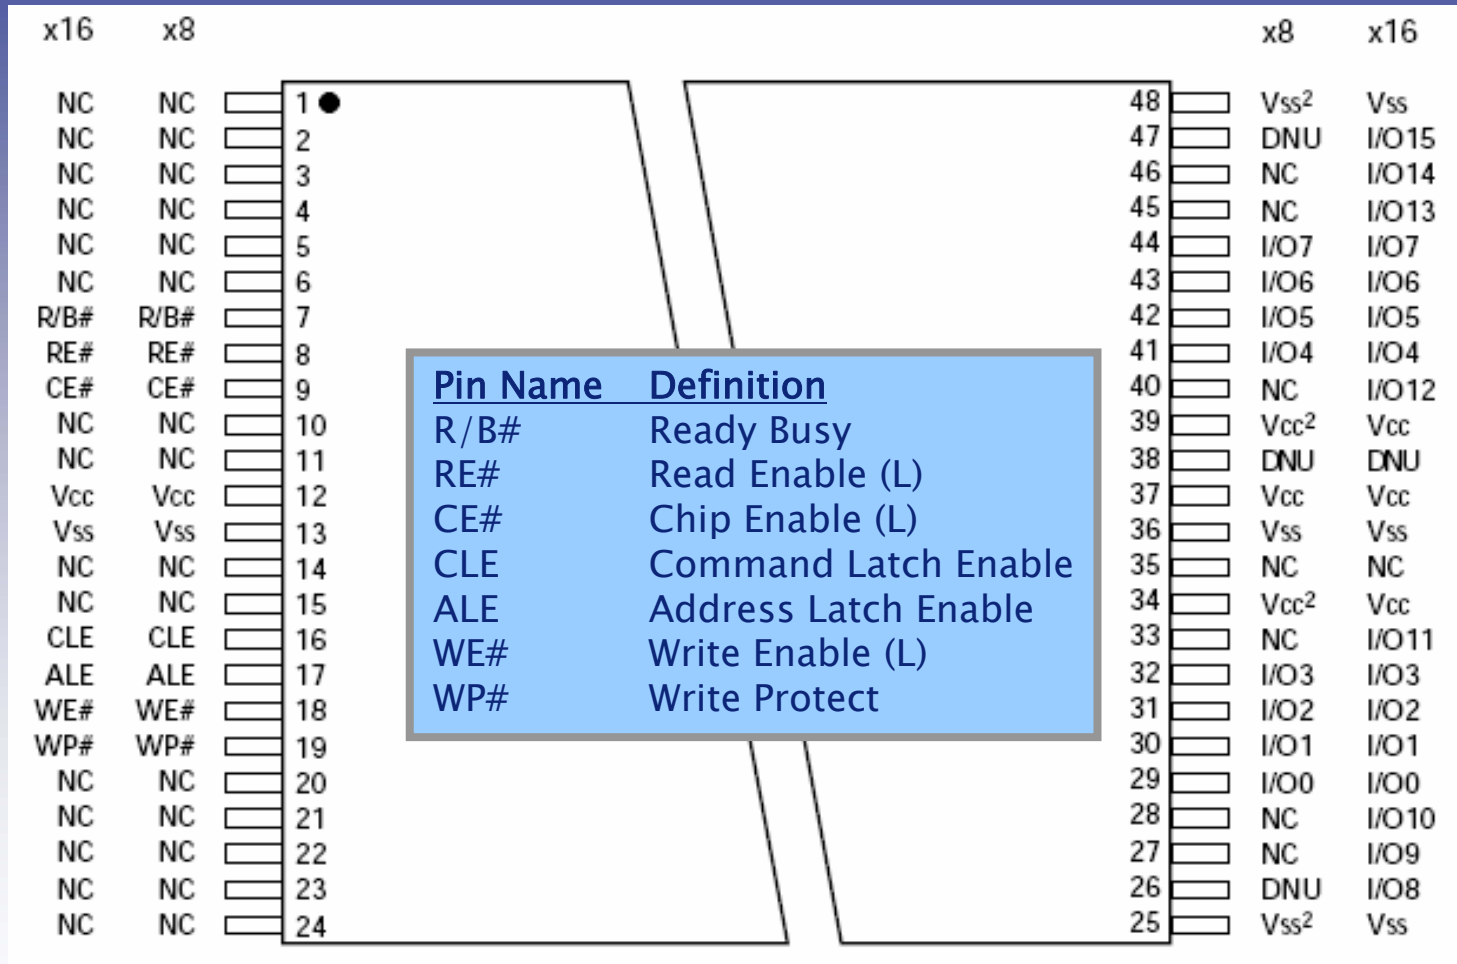 x16 x8 x8 x16
NC NC 1 48 Vss2 Vss
NC NC 2 47 DNU I/O15
NC NC 3 46 NC I/O14
NC NC 4 45 NC I/O13
NC NC 5 44 I/O7 I/O7
NC NC 6 43 I/O6 I/O6
R/B# R/B# 7 42 I/O5 I/O5
RE# RE# 8 41 I/O4 I/O4
CE# CE# 9 40 NC I/O12
NC NC 10 39 Vcc2 Vcc
NC NC 11 38 DNU DNU
Vcc Vcc 12 37 Vcc Vcc
Vss Vss 13 36 Vss Vss
NC NC 14 35 NC NC
NC NC 15 34 Vcc2 Vcc
CLE CLE 16 33 NC I/O11
ALE ALE 17 32 I/O3 I/O3
WE# WE# 18 31 I/O2 I/O2
WP# WP# 19 30 I/O1 I/O1
NC NC 20 29 I/O0 I/O0
NC NC 21 28 NC I/O10
NC NC 22 27 NC I/O9
NC NC 23 26 DNU I/O8
NC NC 24 25 Vss2 Vss
Pin Name Definition
R/B# Ready Busy
RE# Read Enable (L)
CE# Chip Enable (L)
CLE Command Latch Enable
ALE Address Latch Enable
WE# Write Enable (L)
WP# Write Protect